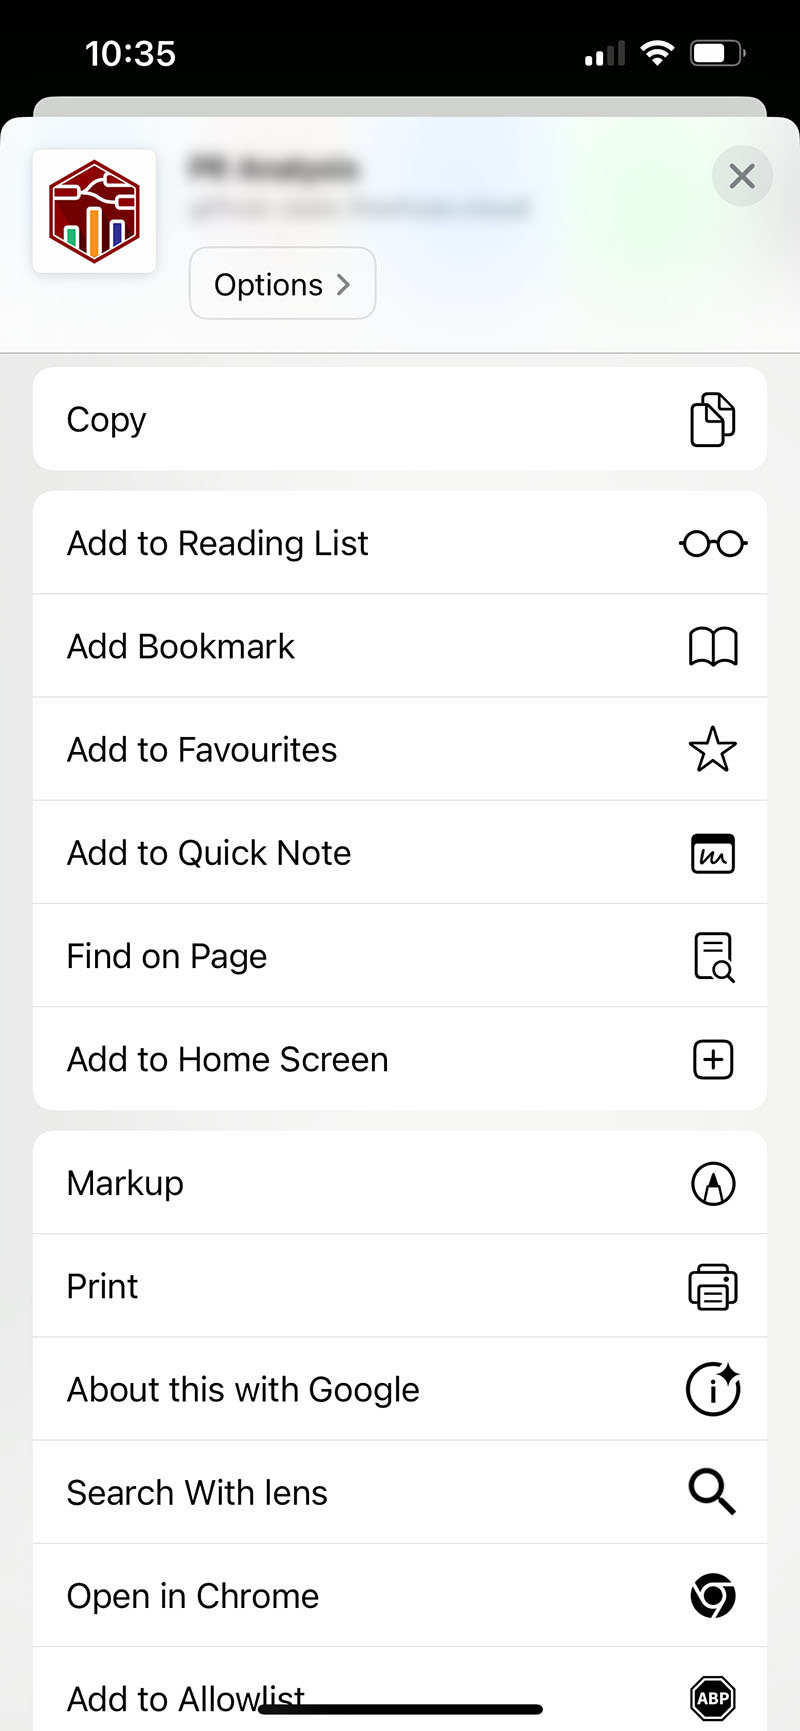 10:35
Options
Copy
Add to Reading List
Add Bookmark
Add to Favourites
Add to Quick Note
Find on Page
Add to Home Screen
Markup
Print
About this with Google
Search With lens
Open in Chrome
Add to Allowlist
ABP